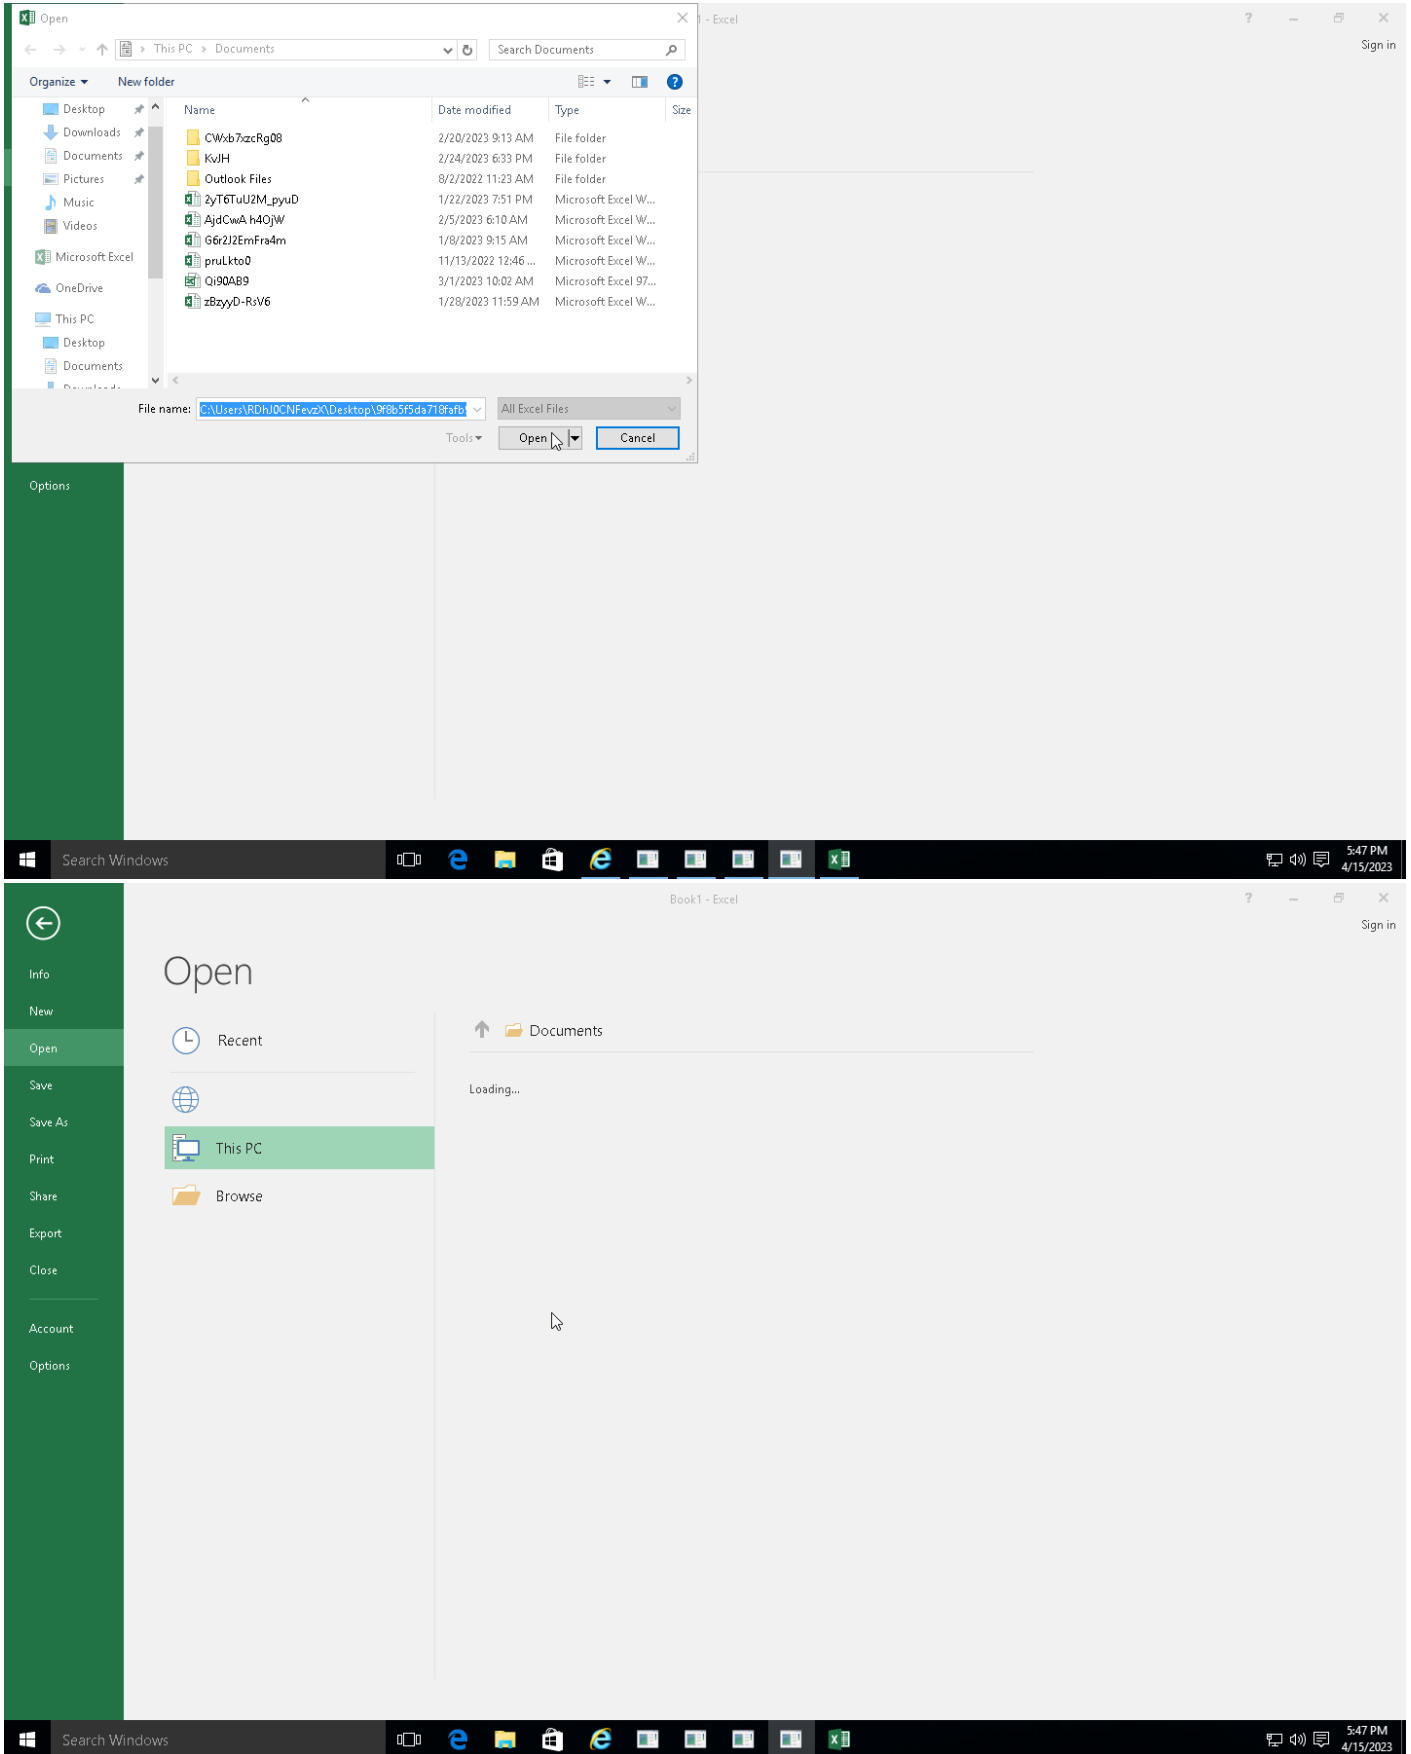 Open
1 - Excel
Sign in
This PC
Documents
Search Documents
Organize
New folder
Desktop
Downloads
Documents
Pictures
Music
Videos
Microsoft Excel
OneDrive
This PC
Desktop
Documents
Name Date modified Type Size
CWxb7xzcRg08 2/20/2023 9:13 AM File folder
KvJH 2/24/2023 6:33 PM File folder
Outlook Files 8/2/2022 11:23 AM File folder
2yT6TuU2M_pyuD 1/22/2023 7:51 PM Microsoft Excel W...
AjdCwA h4OjW 2/5/2023 6:10 AM Microsoft Excel W...
G6r2J2EmFra4m 1/8/2023 9:15 AM Microsoft Excel W...
pruLkto0 11/13/2022 12:46 ... Microsoft Excel W...
Qi90AB9 3/1/2023 10:02 AM Microsoft Excel 97...
zBzyyD-RsV6 1/28/2023 11:59 AM Microsoft Excel W...
File name: C:\Users\RDhJ0CNFevzX\Desktop\9f8b5f5da718fafb All Excel Files
Tools Open Cancel
Options
Search Windows
5:47 PM
4/15/2023
Book1 - Excel
Sign in
Info
New
Open
Save
Save As
Print
Share
Export
Close
Account
Options
Open
Recent
This PC
Browse
Documents
Loading...
Search Windows
5:47 PM
4/15/2023